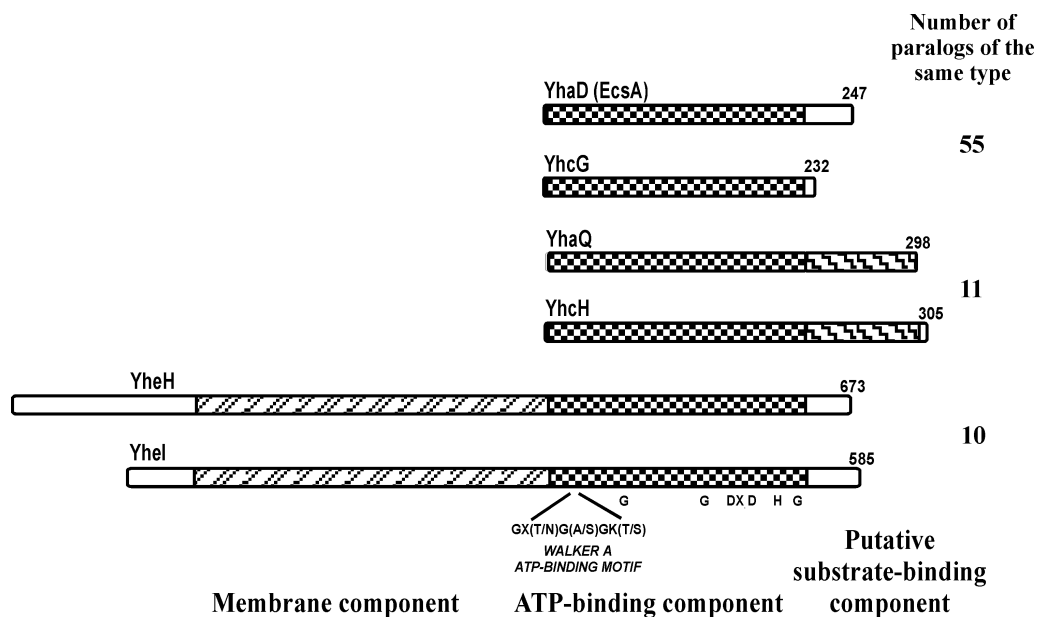 Number of
paralogs of the
same type
YhaD (EcsA)
247
55
YhcG
232
YhaQ
298
11
YhcH
305
YheH
673
10
YheI
585
G G DX D H G
GX(T/N)G(A/S)GK(T/S)
WALKER A
ATP-BINDING MOTIF
Membrane component
ATP-binding component
Putative
substrate-binding
component